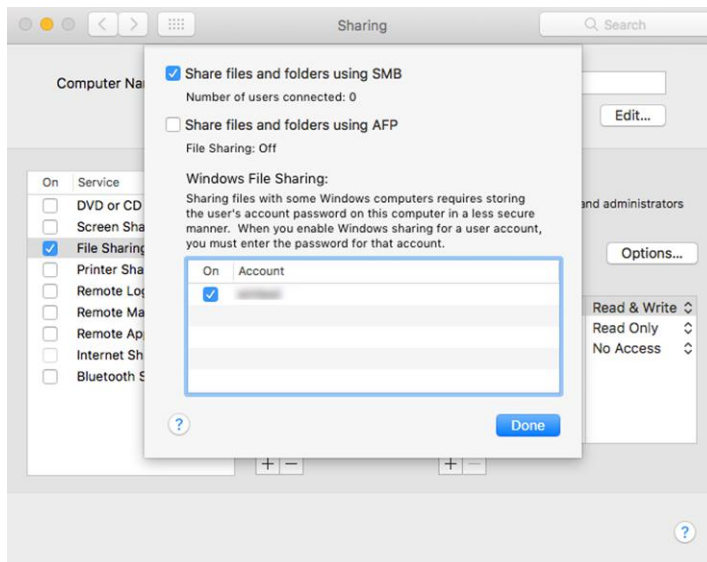 Sharing
Search
Computer Na
Edit...
Share files and folders using SMB
Number of users connected: 0
Share files and folders using AFP
File Sharing: Off
Windows File Sharing:
Sharing files with some Windows computers requires storing
the user's account password on this computer in a less secure
manner. When you enable Windows sharing for a user account,
you must enter the password for that account.
On Account
?
Done
On Service
DVD or CD
Screen Sha
File Sharing
Printer Sha
Remote Log
Remote Ma
Remote Ap
Internet Sh
Bluetooth S
and administrators
Options...
Read & Write
Read Only
No Access
+ −
+ −
?